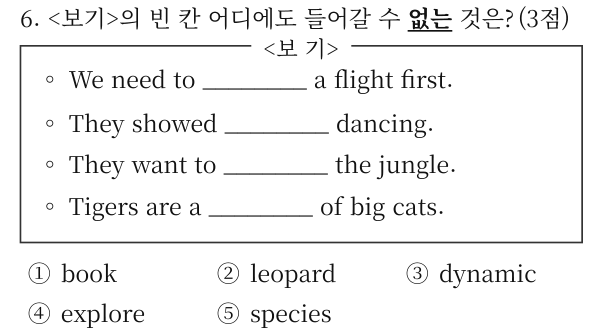 6. <보기>의 빈 칸 어디에도 들어갈 수 없는 것은? (3점)
<보 기>
◦ We need to ________ a flight first.
◦ They showed ________ dancing.
◦ They want to ________ the jungle.
◦ Tigers are a ________ of big cats.
① book ② leopard ③ dynamic
④ explore ⑤ species